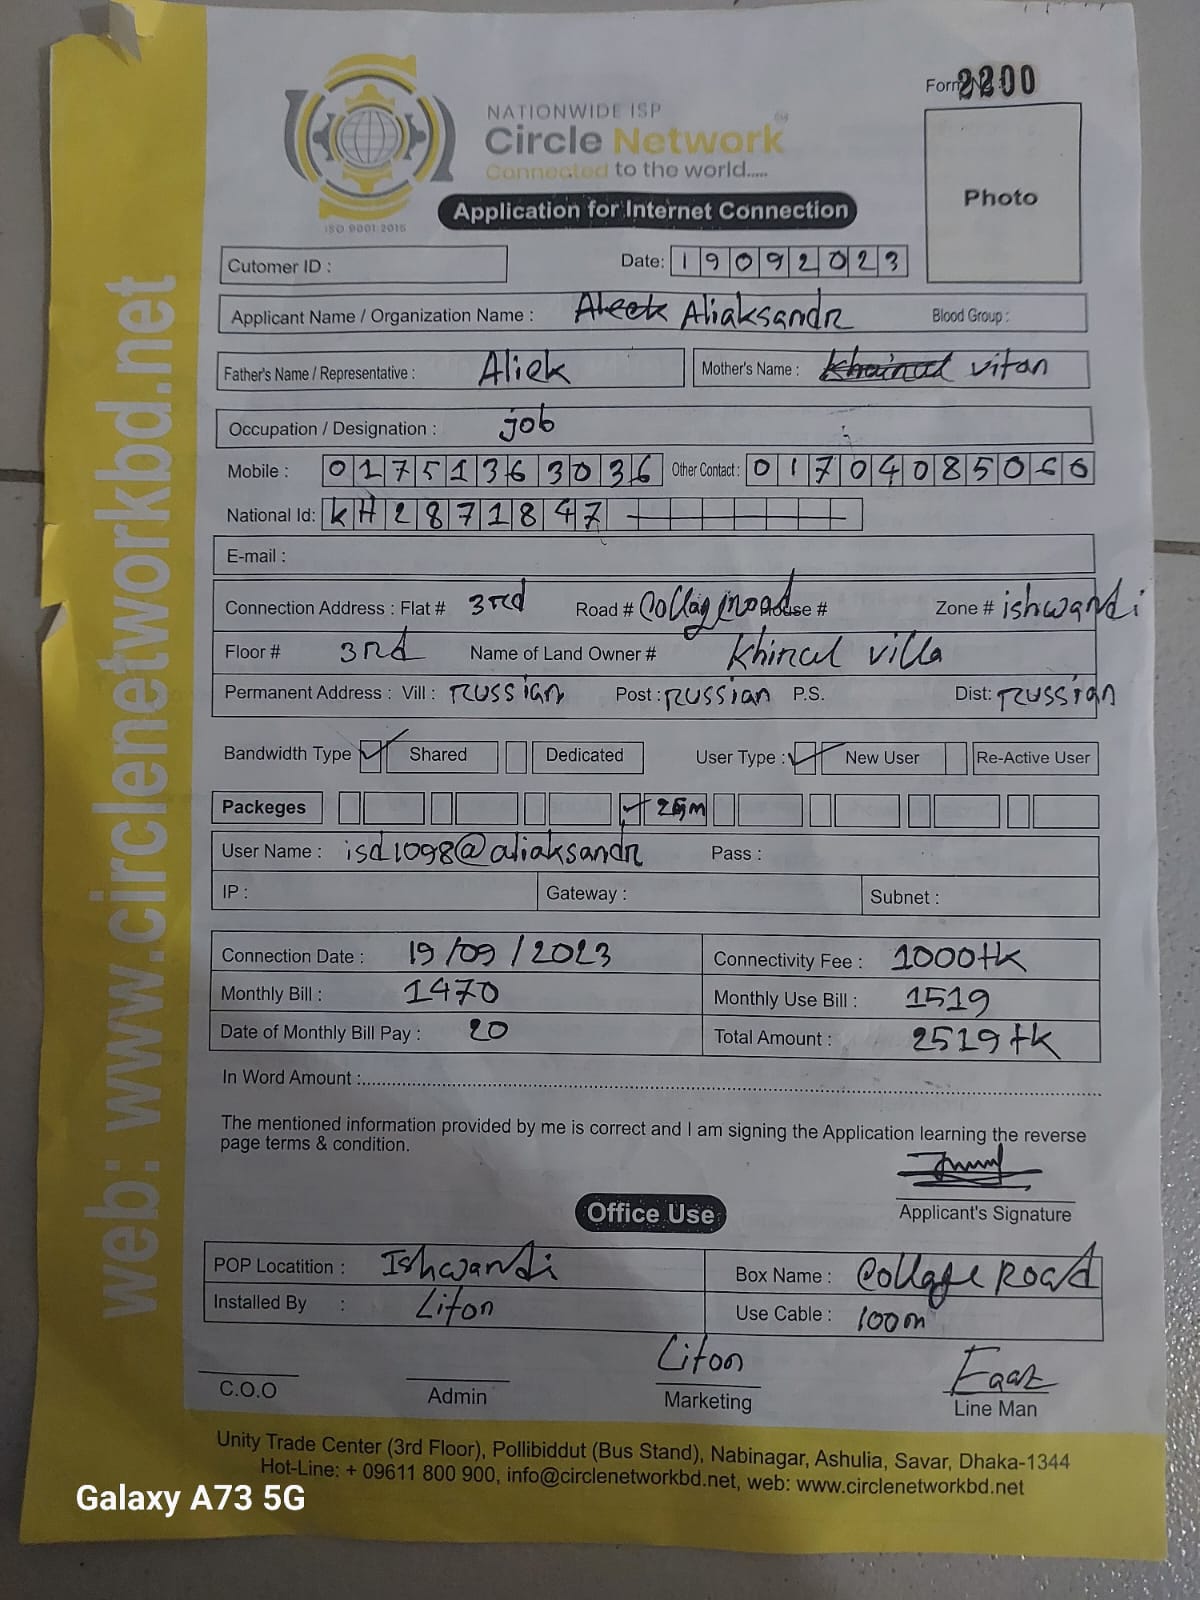 Form 2200
NATIONWIDE ISP
Circle Network
Connected to the world.....
ISO 9001:2015
Application for Internet Connection
Photo
Cutomer ID :
Date: 19092023
Applicant Name / Organization Name : Aleek Aliaksandr Blood Group :
Father's Name / Representative : Aliek Mother's Name : Khainul vitan
Occupation / Designation : job
Mobile : 01751363036 Other Contact : 01704085066
National Id: KH2871847
E-mail :
Connection Address : Flat # 3rd Road # House # Zone # ishwardi
Floor # 3rd Name of Land Owner # villa
Permanent Address : Vill : Russian Post : Russian P.S. Dist: Russian
Bandwidth Type Shared Dedicated User Type : New User Re-Active User
Packeges 25m
User Name : isd1098@aliaksandr Pass :
IP : Gateway : Subnet :
Connection Date : 19/09/2023 Connectivity Fee : 1000tk
Monthly Bill : 1470 Monthly Use Bill : 1519
Date of Monthly Bill Pay : 20 Total Amount : 2519tk
In Word Amount :
The mentioned information provided by me is correct and I am signing the Application learning the reverse
page terms & condition.
Applicant's Signature
Office Use
POP Locatition : Ishwardi Box Name : Collage Road
Installed By : Liton Use Cable : 100m
Liton
C.O.O Admin Marketing Line Man
Unity Trade Center (3rd Floor), Pollibiddut (Bus Stand), Nabinagar, Ashulia, Savar, Dhaka-1344
Hot-Line: + 09611 800 900, info@circlenetworkbd.net, web: www.circlenetworkbd.net
web: www.circlenetworkbd.net
Galaxy A73 5G